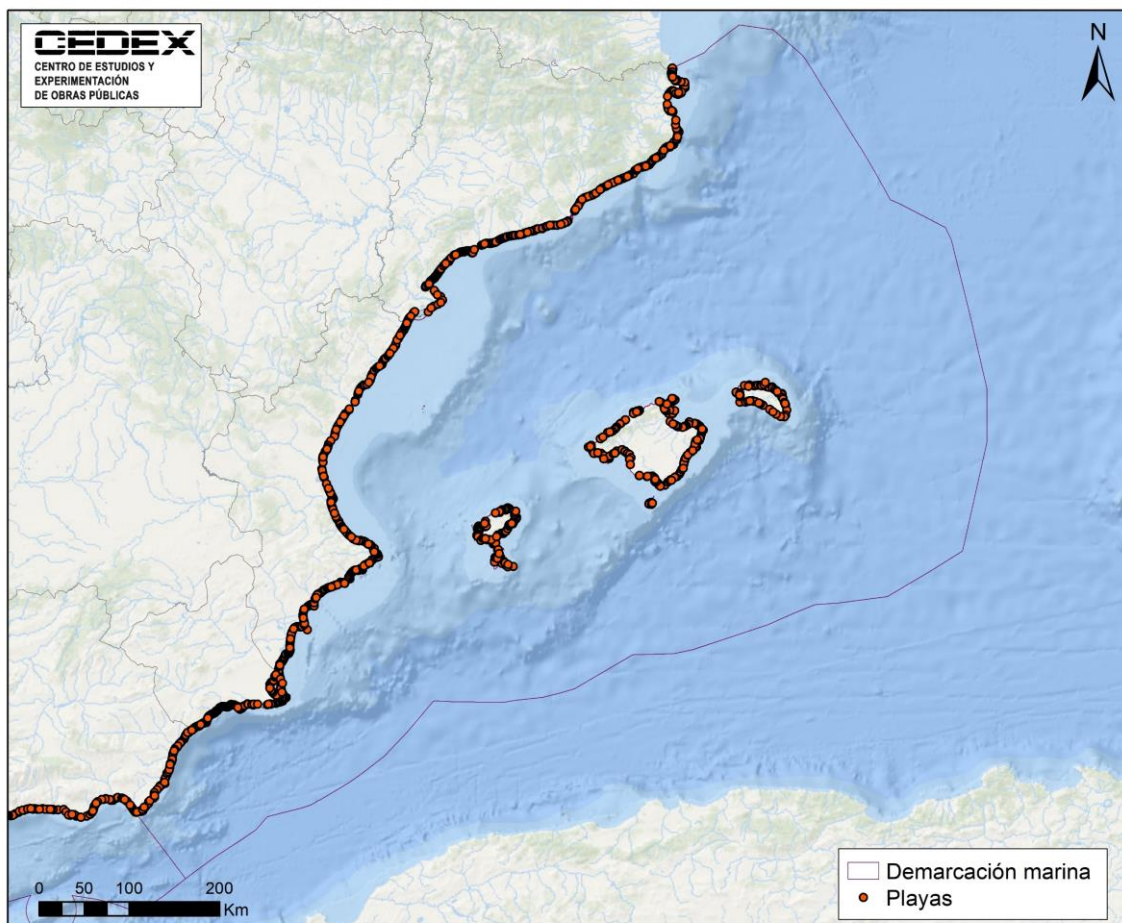 CEDEX
CENTRO DE ESTUDIOS Y
EXPERIMENTACIÓN
DE OBRAS PÚBLICAS
N
Demarcación marina
Playas
0 50 100 200
Km